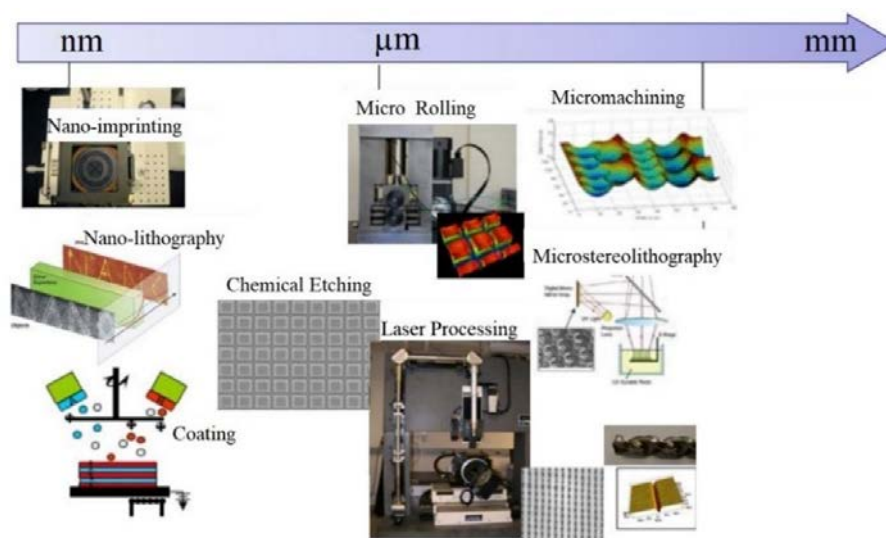 nm
μm
mm
Nano-imprinting
Micro Rolling
Micromachining
Nano-lithography
Microstereolithography
Chemical Etching
Laser Processing
Coating